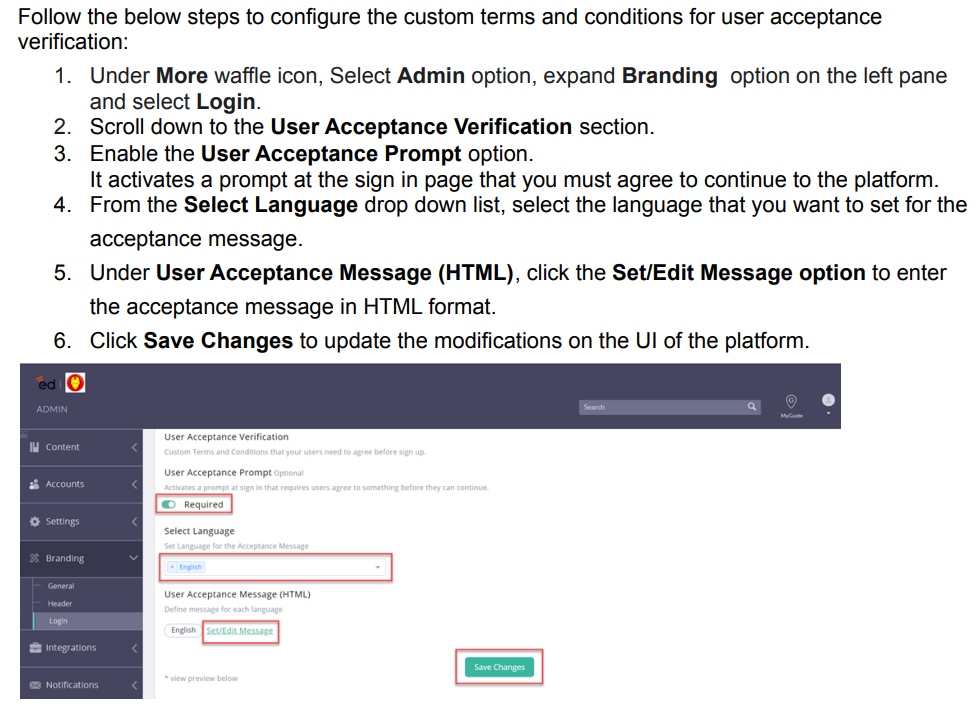 Follow the below steps to configure the custom terms and conditions for user acceptance
verification:
1. Under More waffle icon, Select Admin option, expand Branding option on the left pane
and select Login.
2. Scroll down to the User Acceptance Verification section.
3. Enable the User Acceptance Prompt option.
It activates a prompt at the sign in page that you must agree to continue to the platform.
4. From the Select Language drop down list, select the language that you want to set for the
acceptance message.
5. Under User Acceptance Message (HTML), click the Set/Edit Message option to enter
the acceptance message in HTML format.
6. Click Save Changes to update the modifications on the UI of the platform.
ed
ADMIN
Search
MyGuide
Content
Accounts
Settings
Branding
General
Header
Login
Integrations
Notifications
User Acceptance Verification
Custom Terms and Conditions that your users need to agree before sign up.
User Acceptance Prompt Optional
Activates a prompt at sign in that requires users agree to something before they can continue.
Required
Select Language
Set Language for the Acceptance Message
× English
User Acceptance Message (HTML)
Define message for each language
English Set/Edit Message
Save Changes
* view preview below